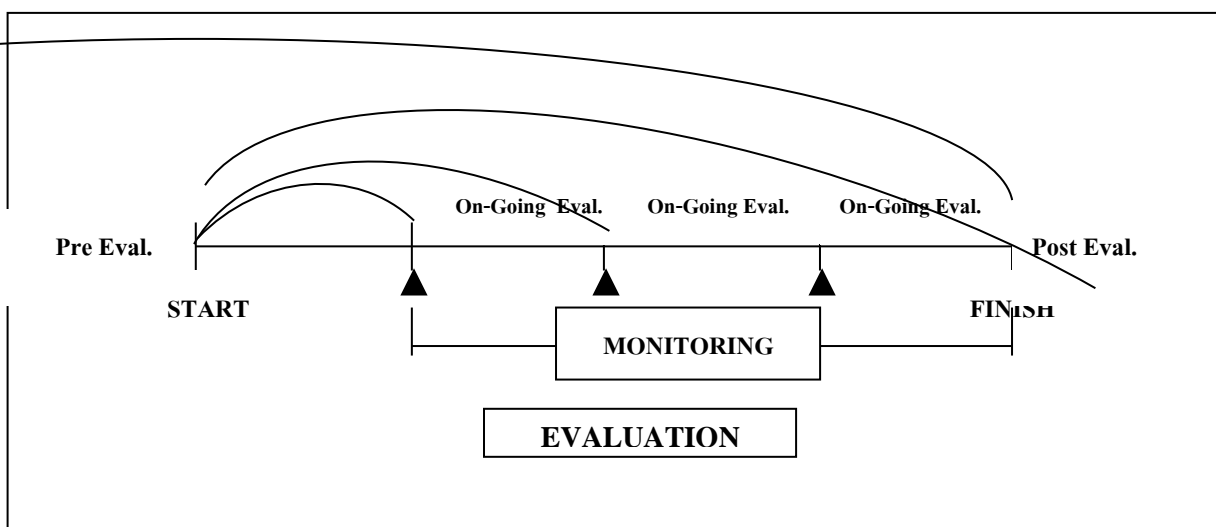 On-Going Eval. On-Going Eval. On-Going Eval.
Pre Eval. Post Eval.
START FINISH
MONITORING
EVALUATION